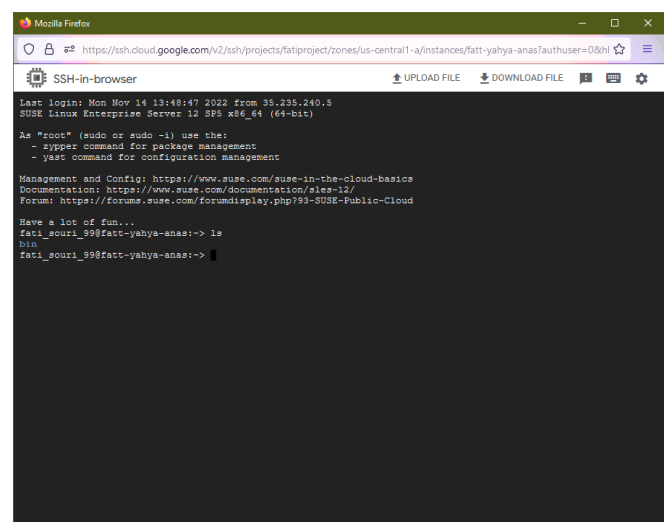 Mozilla Firefox
https://ssh.cloud.google.com/v2/ssh/projects/fatiproject/zones/us-central1-a/instances/fatt-yahya-anas?authuser=0&hl
SSH-in-browser
UPLOAD FILE
DOWNLOAD FILE
Last login: Mon Nov 14 13:48:47 2022 from 35.235.240.5
SUSE Linux Enterprise Server 12 SP5 x86_64 (64-bit)
As "root" (sudo or sudo -i) use the:
- zypper command for package management
- yast command for configuration management
Management and Config: https://www.suse.com/suse-in-the-cloud-basics
Documentation: https://www.suse.com/documentation/sles-12/
Forum: https://forums.suse.com/forumdisplay.php?93-SUSE-Public-Cloud
Have a lot of fun...
fati_souri_99@fatt-yahya-anas:~> ls
bin
fati_souri_99@fatt-yahya-anas:~>